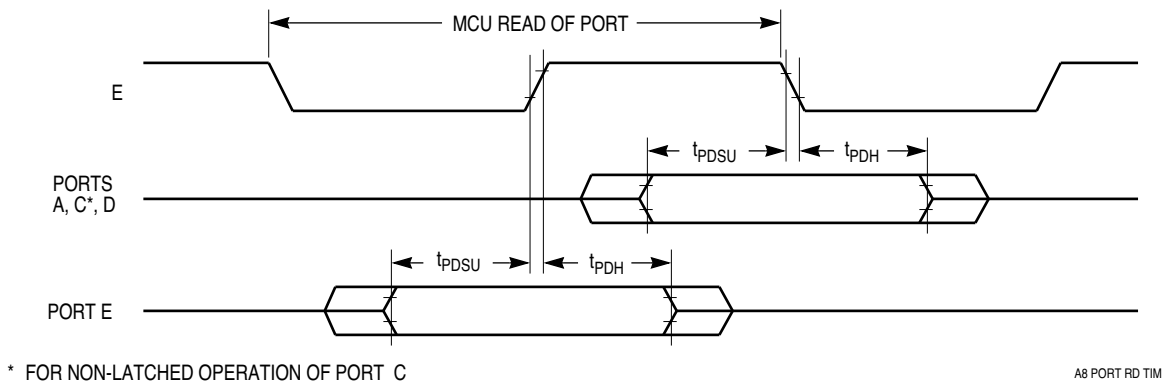 MCU READ OF PORT
E
tPDSU
tPDH
PORTS
A, C*, D
tPDSU
tPDH
PORT E
* FOR NON-LATCHED OPERATION OF PORT C
A8 PORT RD TIM